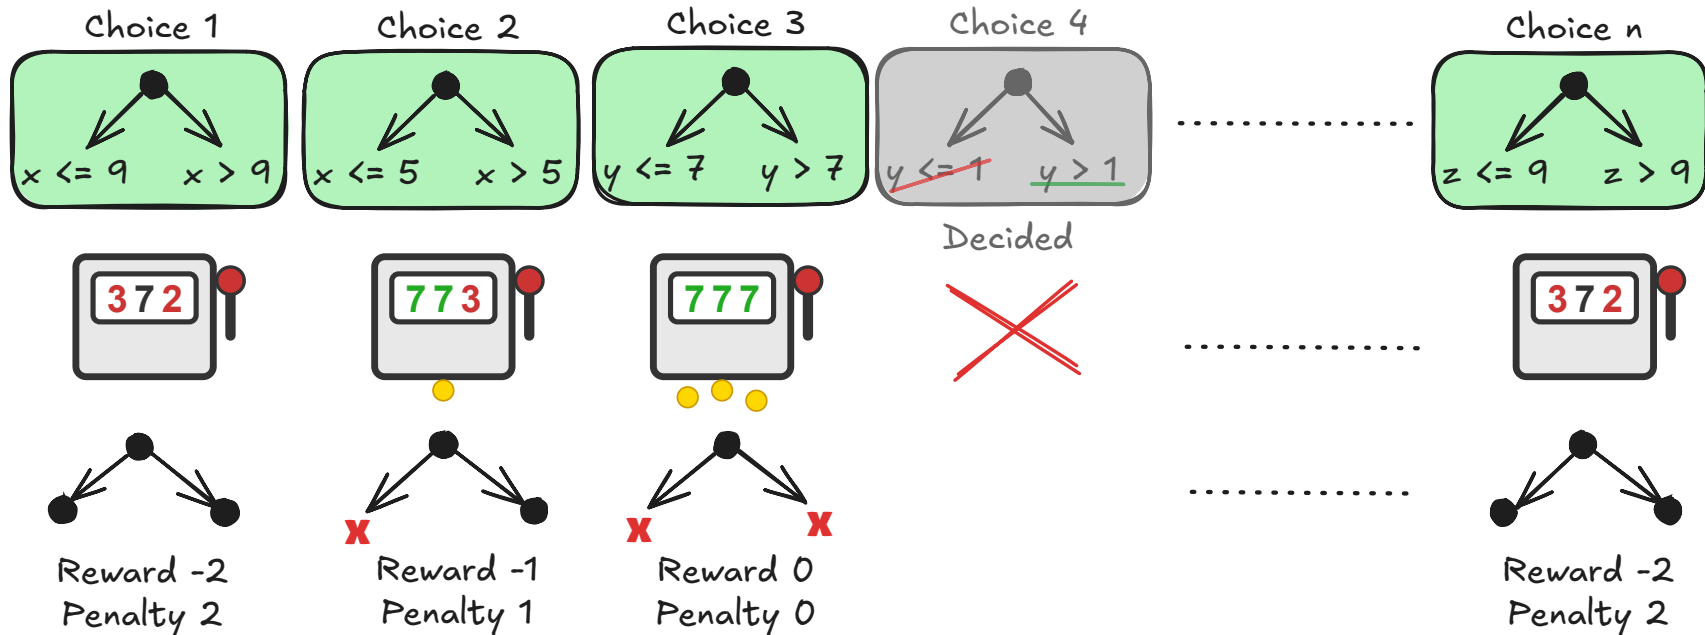 Choice 1 Choice 2 Choice 3 Choice 4 Choice n
x <= 9 x > 9 x <= 5 x > 5 y <= 7 y > 7 y <= 1 y > 1 z <= 9 z > 9
Decided
372 773 777 372
x x x
Reward -2 Reward -1 Reward 0 Reward -2
Penalty 2 Penalty 1 Penalty 0 Penalty 2